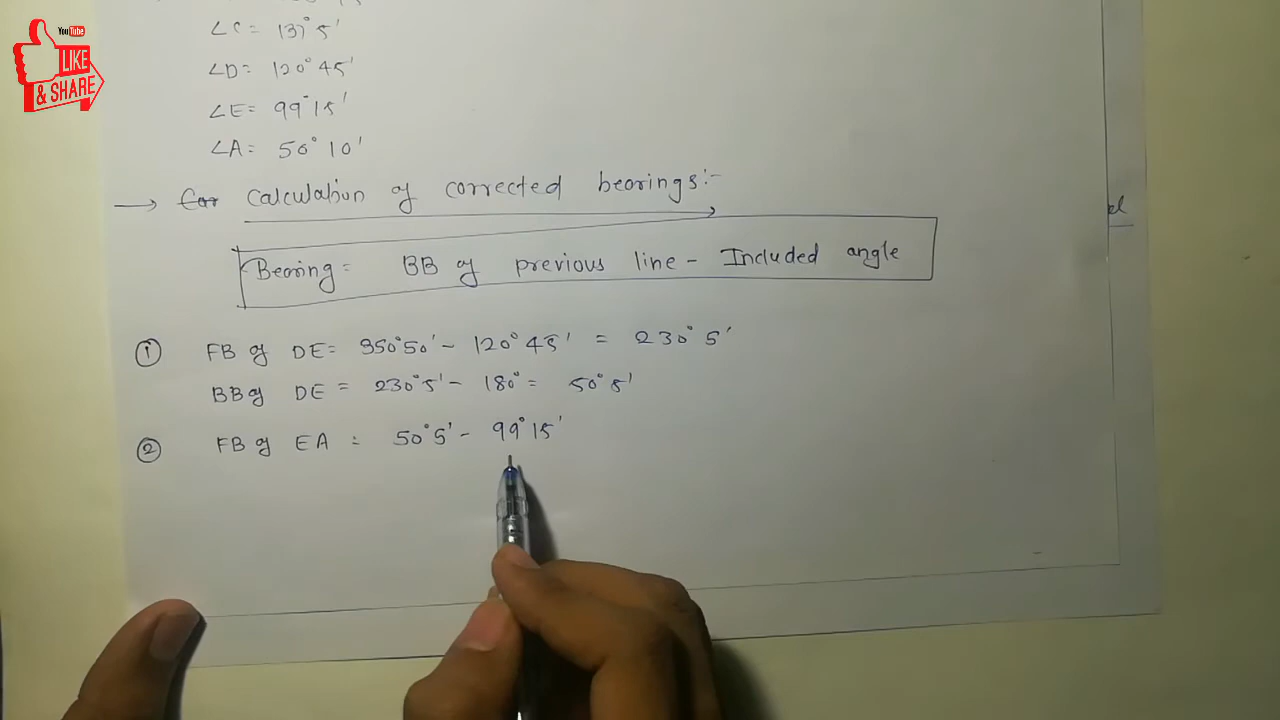 YouTube
LIKE
& SHARE
∠C = 137° 5'
∠D = 120° 45'
∠E = 99° 15'
∠A = 50° 10'
→ for calculation of corrected bearings:-
Bearing = BB of previous line - Included angle
el
① FB of DE = 350° 50' - 120° 45' = 230° 5'
BB of DE = 230° 5' - 180° = 50° 5'
② FB of EA = 50° 5' - 99° 15'